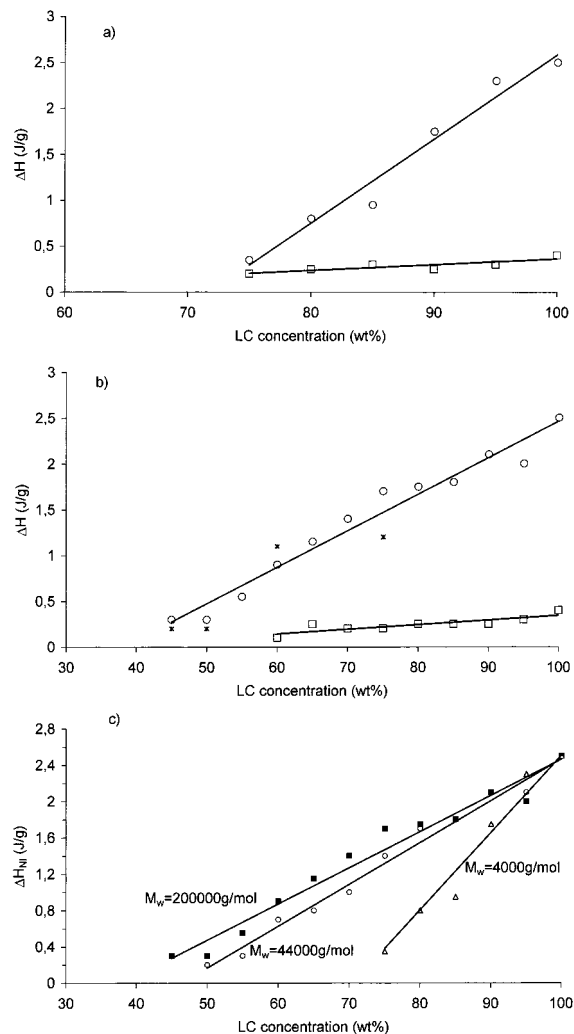 a)
3
2,5
2
1,5
1
0,5
0
ΔH (J/g)
60 70 80 90 100
LC concentration (wt%)
b)
3
2,5
2
1,5
1
0,5
0
ΔH (J/g)
30 40 50 60 70 80 90 100
LC concentration (wt%)
c)
2,8
2,4
2
1,6
1,2
0,8
0,4
0
ΔH_NI (J/g)
M_w=200000g/mol
M_w=4000g/mol
M_w=44000g/mol
30 40 50 60 70 80 90 100
LC concentration (wt%)